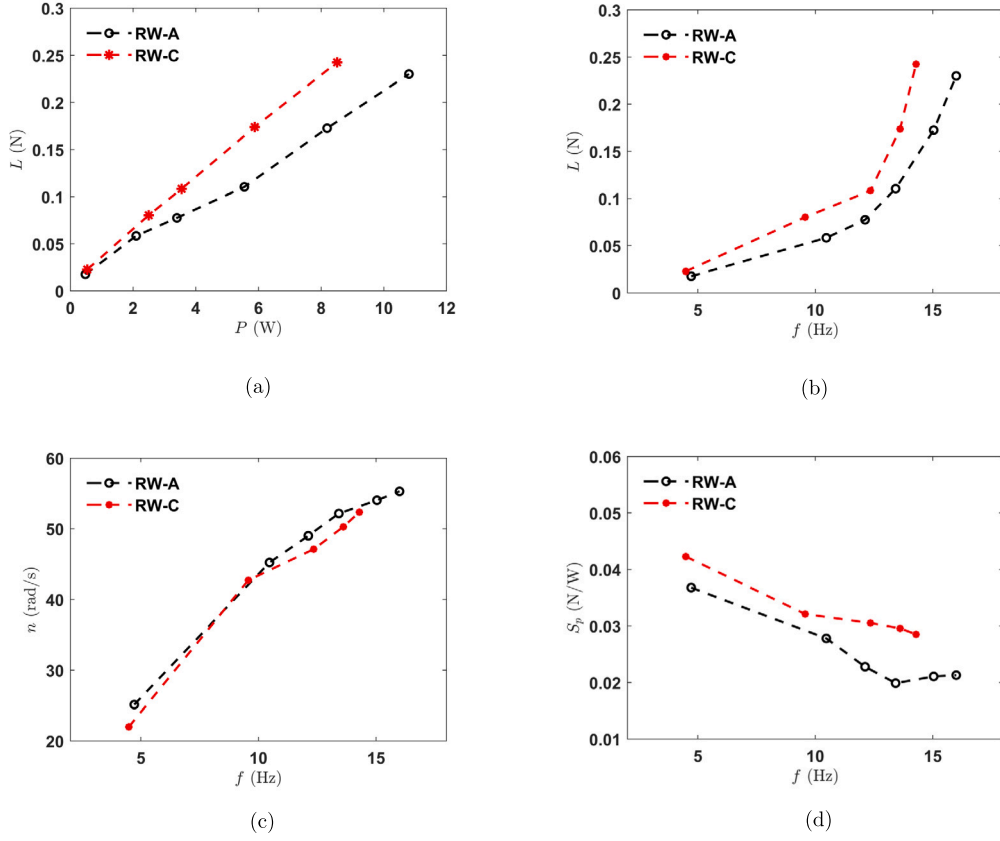 0.3
0.25
0.2
0.15
0.1
0.05
0
L (N)
RW-A
RW-C
0 2 4 6 8 10 12
P (W)
(a)
0.3
0.25
0.2
0.15
0.1
0.05
0
L (N)
RW-A
RW-C
5 10 15
f (Hz)
(b)
60
50
40
30
20
n (rad/s)
RW-A
RW-C
5 10 15
f (Hz)
(c)
0.06
0.05
0.04
0.03
0.02
0.01
Sₚ (N/W)
RW-A
RW-C
5 10 15
f (Hz)
(d)